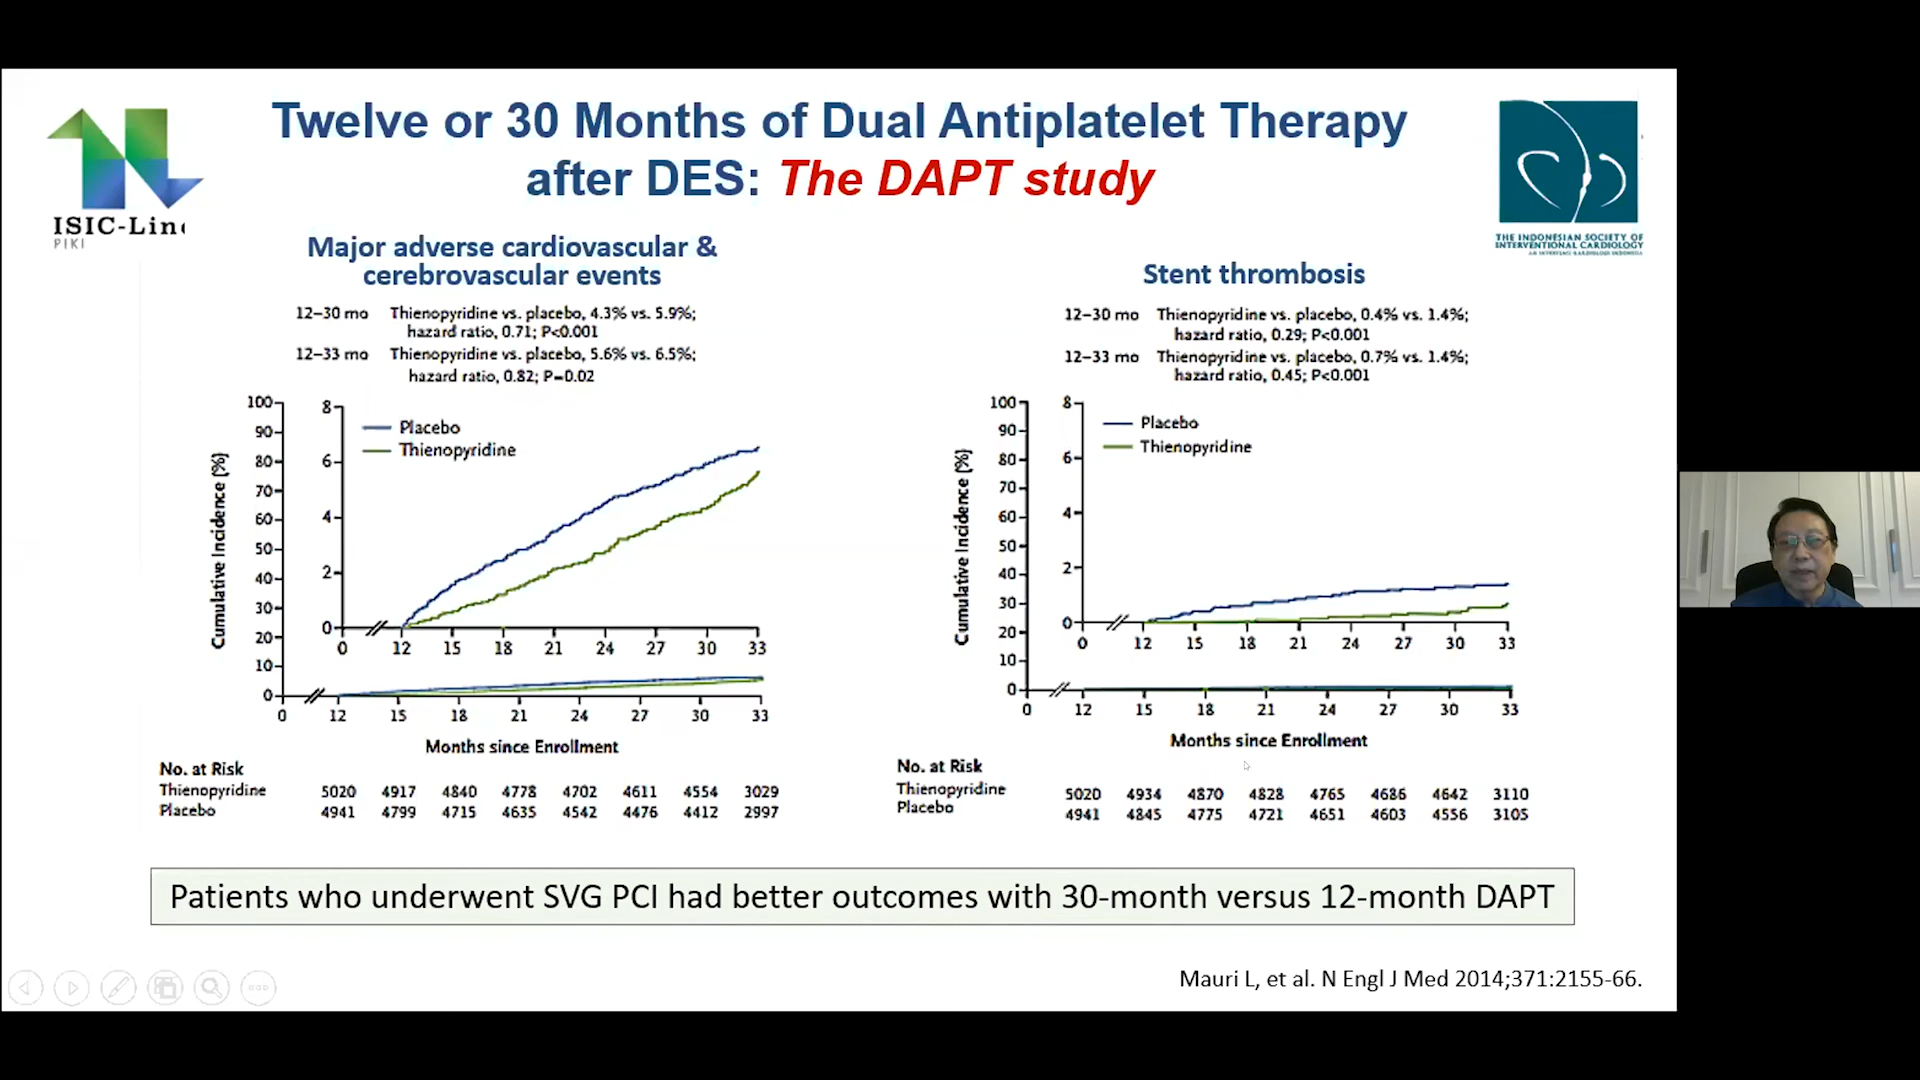 Twelve or 30 Months of Dual Antiplatelet Therapy
after DES: The DAPT study
ISIC-Line
PIKI
THE INDONESIAN SOCIETY OF
INTERVENTIONAL CARDIOLOGY
Major adverse cardiovascular &
cerebrovascular events
12–30 mo Thienopyridine vs. placebo, 4.3% vs. 5.9%;
hazard ratio, 0.71; P<0.001
12–33 mo Thienopyridine vs. placebo, 5.6% vs. 6.5%;
hazard ratio, 0.82; P=0.02
Cumulative Incidence (%)
100
90
80
70
60
50
40
30
20
10
0
8
6
4
2
0
Placebo
Thienopyridine
0 12 15 18 21 24 27 30 33
0 12 15 18 21 24 27 30 33
Months since Enrollment
No. at Risk
Thienopyridine 5020 4917 4840 4778 4702 4611 4554 3029
Placebo 4941 4799 4715 4635 4542 4476 4412 2997
Stent thrombosis
12–30 mo Thienopyridine vs. placebo, 0.4% vs. 1.4%;
hazard ratio, 0.29; P<0.001
12–33 mo Thienopyridine vs. placebo, 0.7% vs. 1.4%;
hazard ratio, 0.45; P<0.001
Cumulative Incidence (%)
100
90
80
70
60
50
40
30
20
10
0
8
6
4
2
0
Placebo
Thienopyridine
0 12 15 18 21 24 27 30 33
0 12 15 18 21 24 27 30 33
Months since Enrollment
No. at Risk
Thienopyridine 5020 4934 4870 4828 4765 4686 4642 3110
Placebo 4941 4845 4775 4721 4651 4603 4556 3105
Patients who underwent SVG PCI had better outcomes with 30-month versus 12-month DAPT
Mauri L, et al. N Engl J Med 2014;371:2155-66.